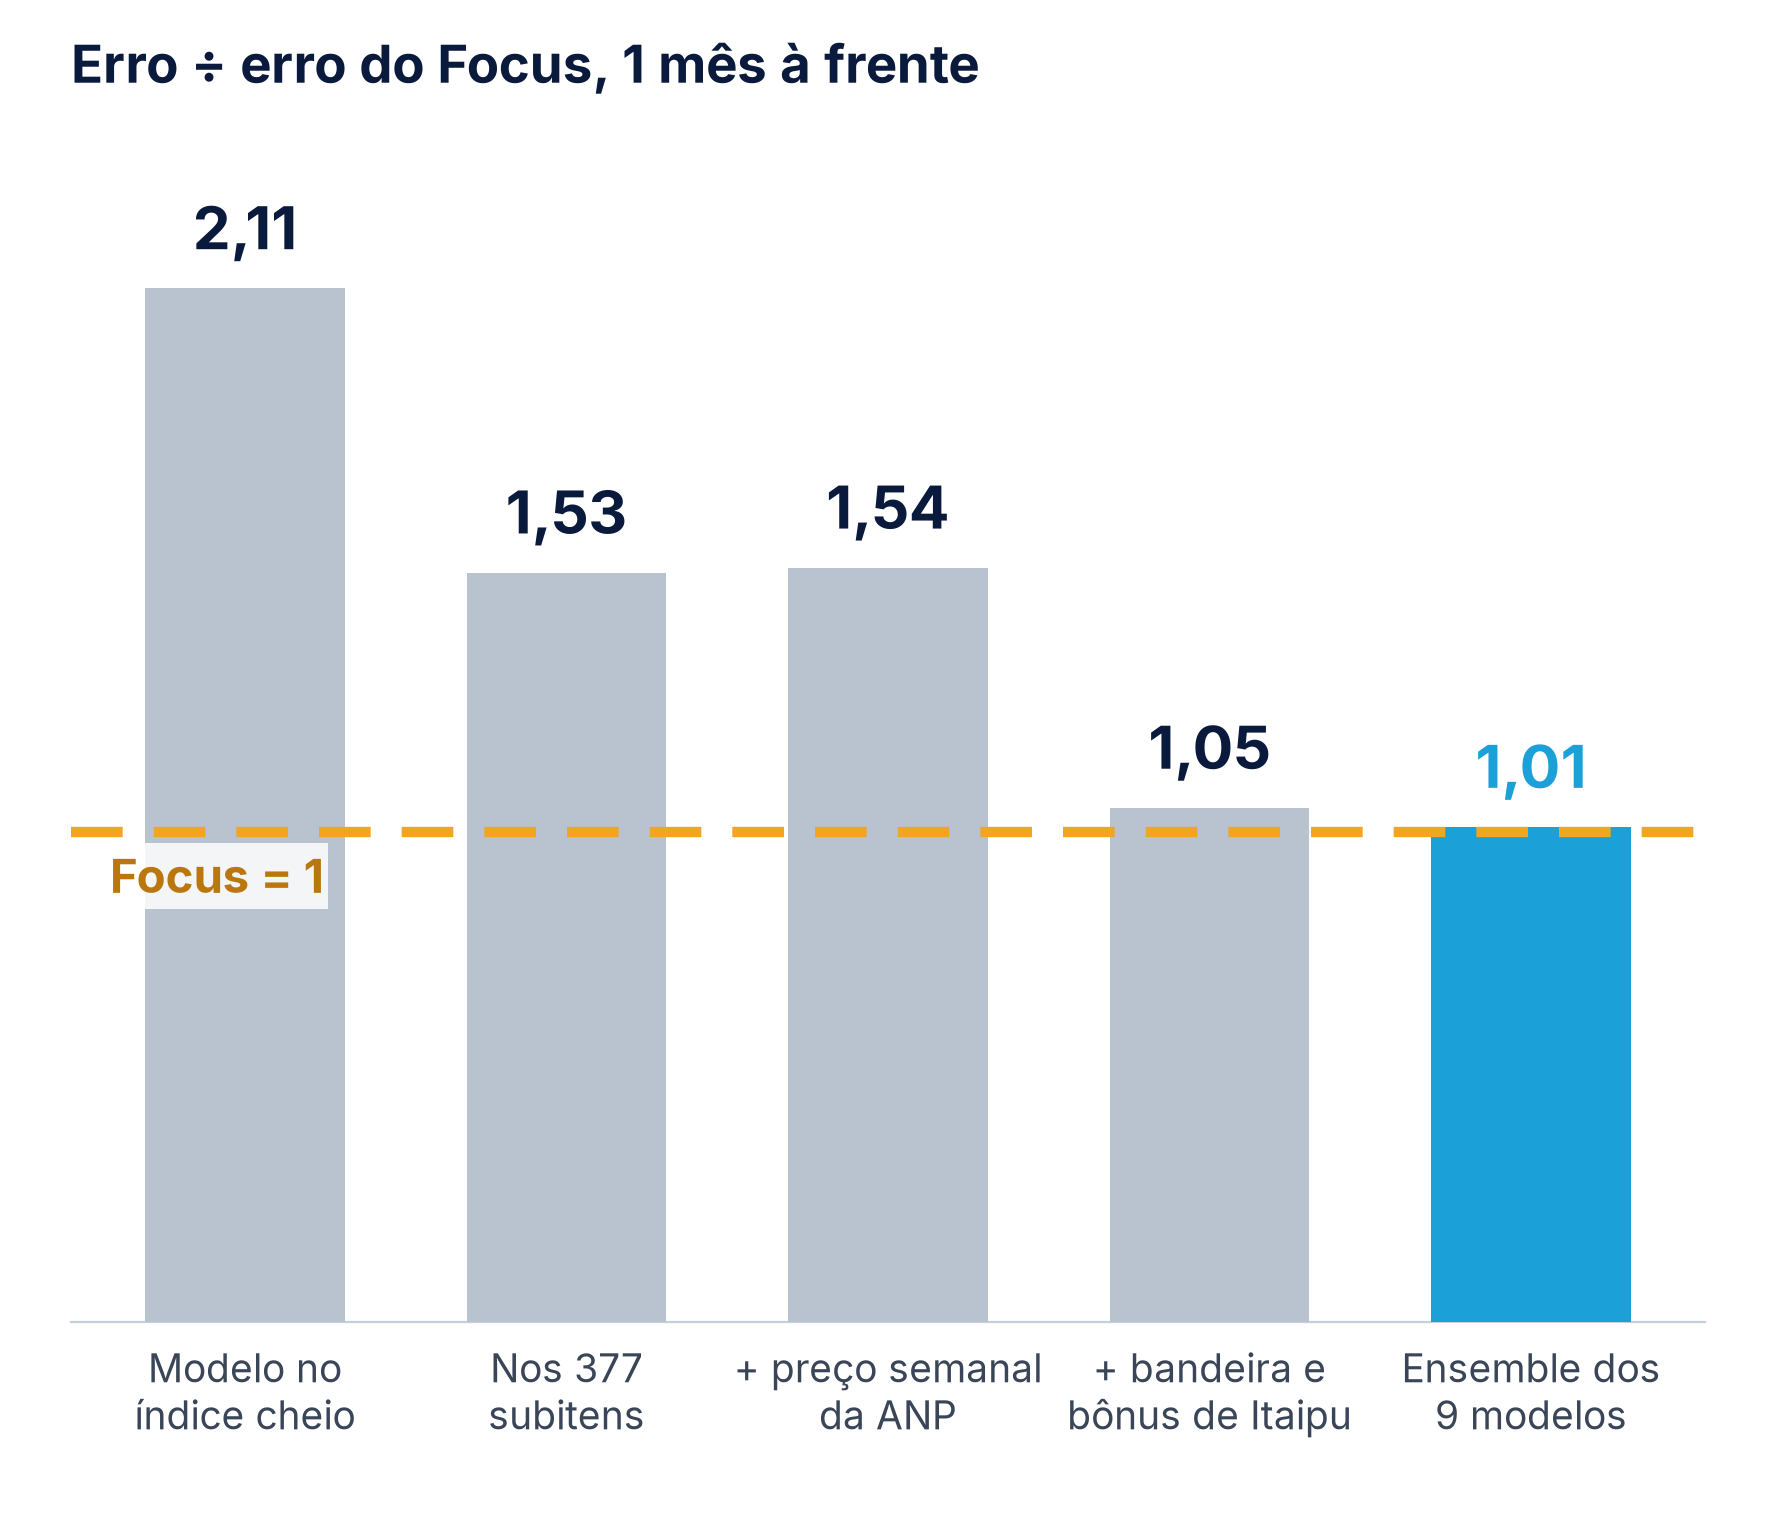 Erro ÷ erro do Focus, 1 mês à frente
2,11
1,53
1,54
1,05
1,01
Focus = 1
Modelo no
índice cheio
Nos 377
subitens
+ preço semanal
da ANP
+ bandeira e
bônus de Itaipu
Ensemble dos
9 modelos